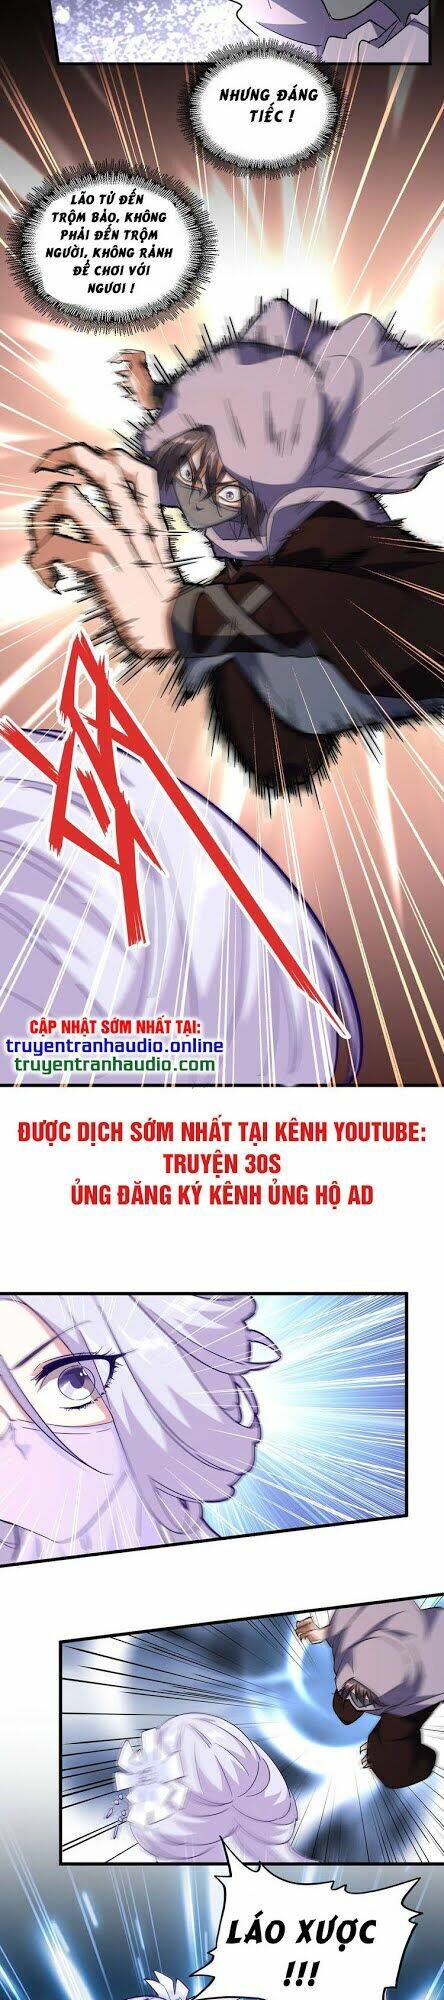 NHƯNG ĐÁNG
TIẾC !
LÃO TỬ ĐẾN
TRỘM BẢO, KHÔNG
PHẢI ĐẾN TRỘM
NGƯỜI, KHÔNG RẢNH
ĐỂ CHƠI VỚI
NGƯƠI !
CẬP NHẬT SỚM NHẤT TẠI:
truyentranhaudio.online
truyentranhaudio.com
ĐƯỢC DỊCH SỚM NHẤT TẠI KÊNH YOUTUBE:
TRUYỆN 30S
ỦNG ĐĂNG KÝ KÊNH ỦNG HỘ AD
LÁO XƯỢC
!!!